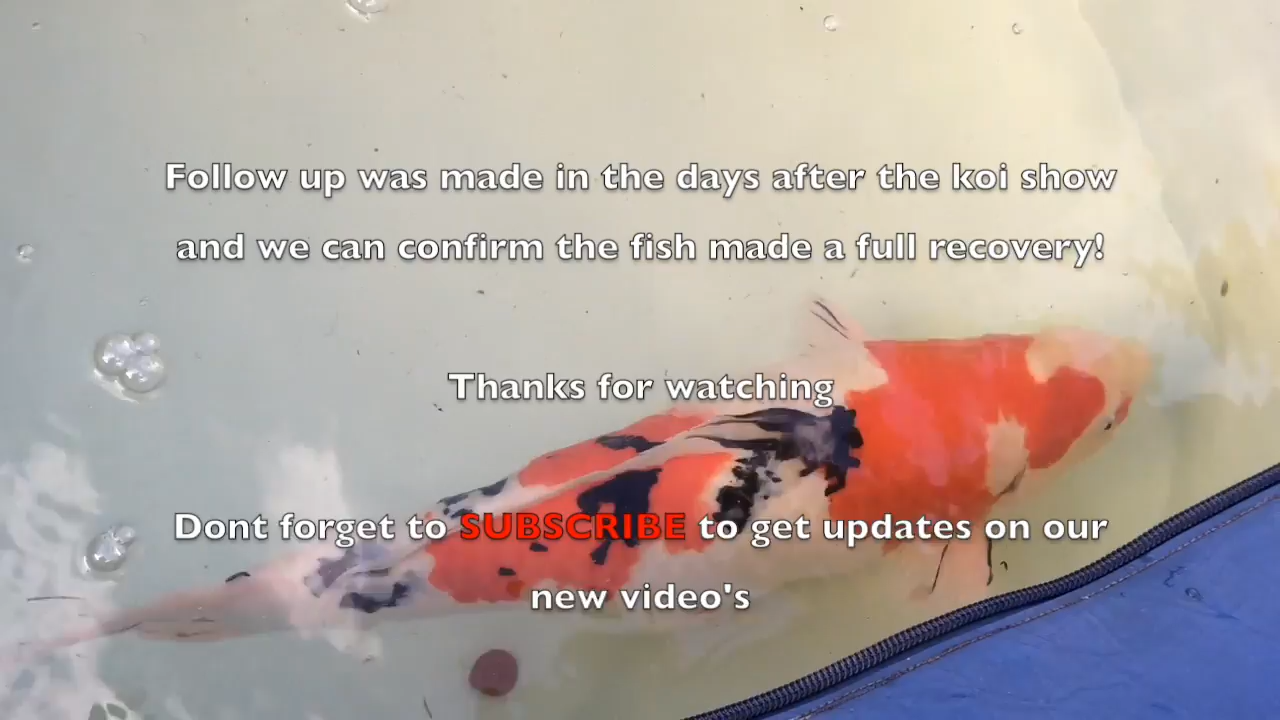 Follow up was made in the days after the koi show
and we can confirm the fish made a full recovery!
Thanks for watching
Dont forget to SUBSCRIBE to get updates on our
new video's